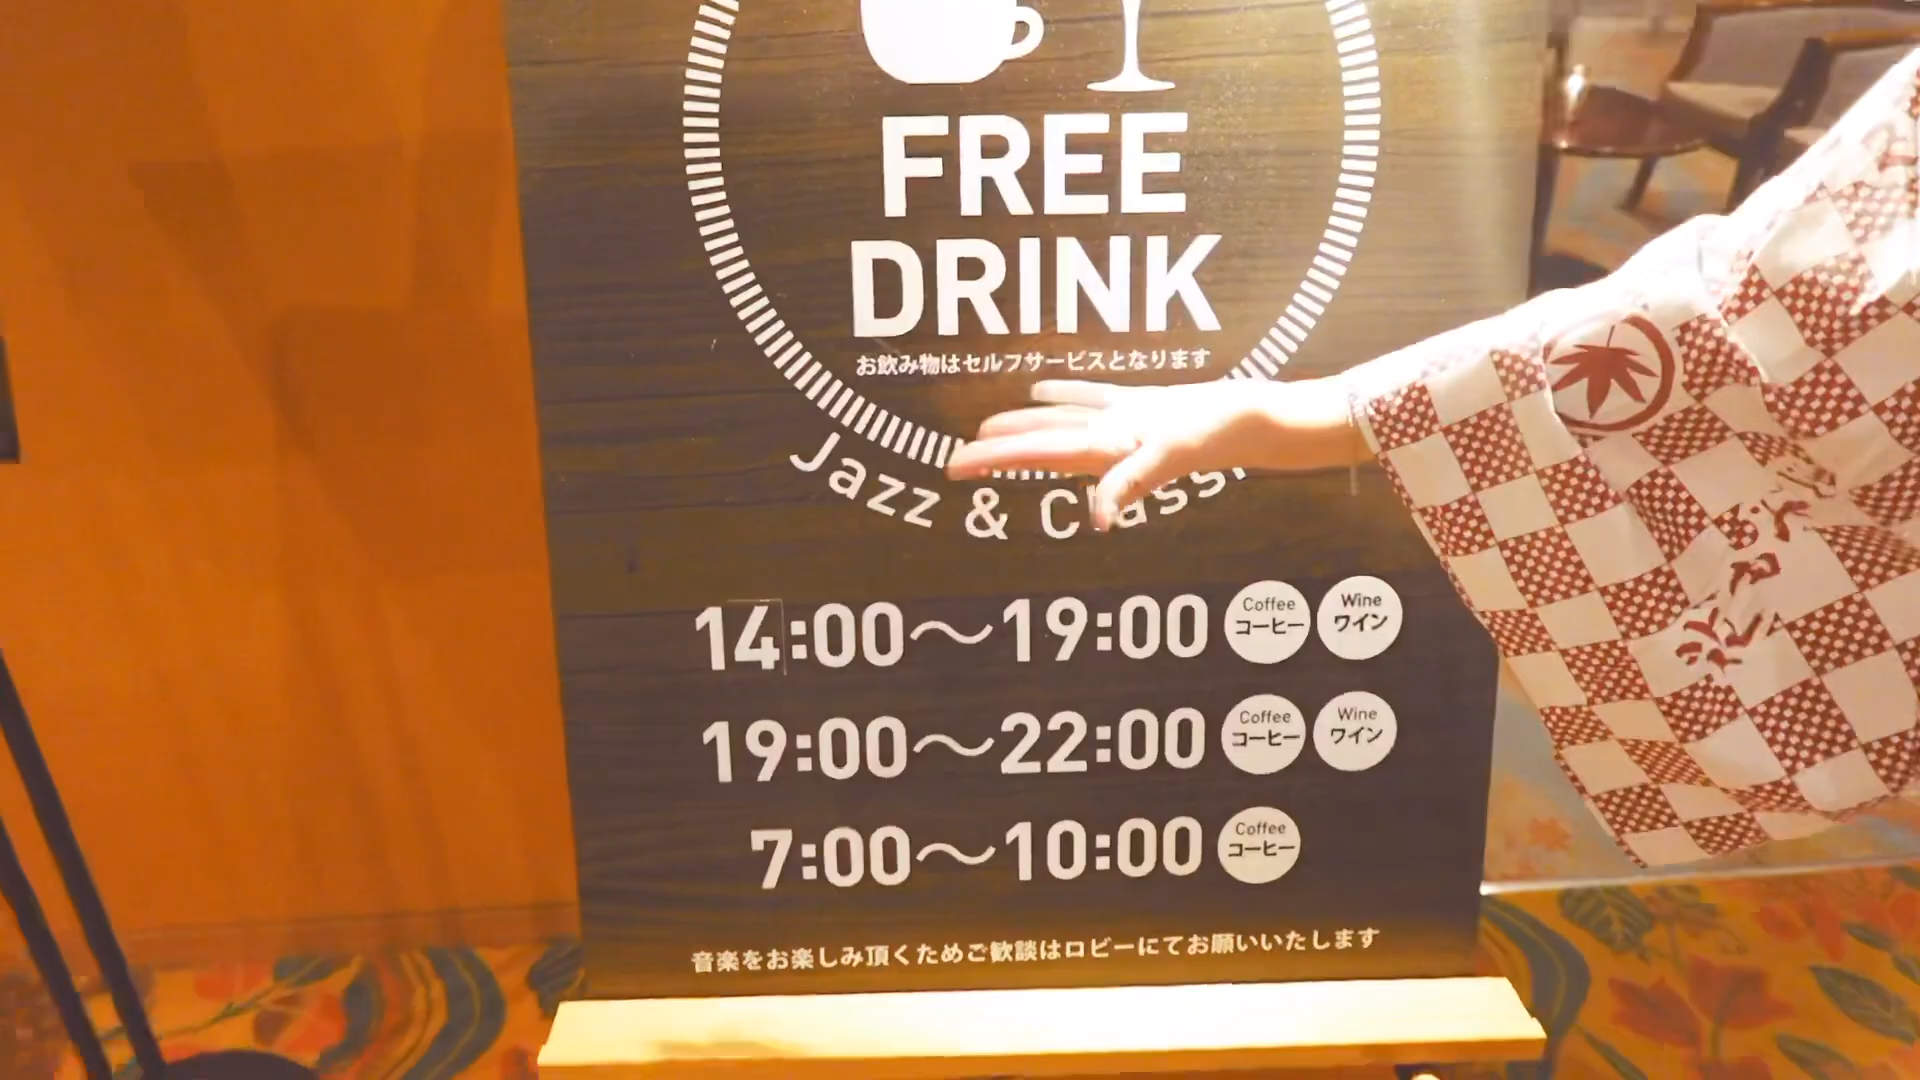 FREE
DRINK
お飲み物はセルフサービスとなります
Jazz &
14:00～19:00 Coffee コーヒー Wine ワイン
19:00～22:00 Coffee コーヒー Wine ワイン
7:00～10:00 Coffee コーヒー
音楽をお楽しみ頂くためご歓談はロビーにてお願いいたします